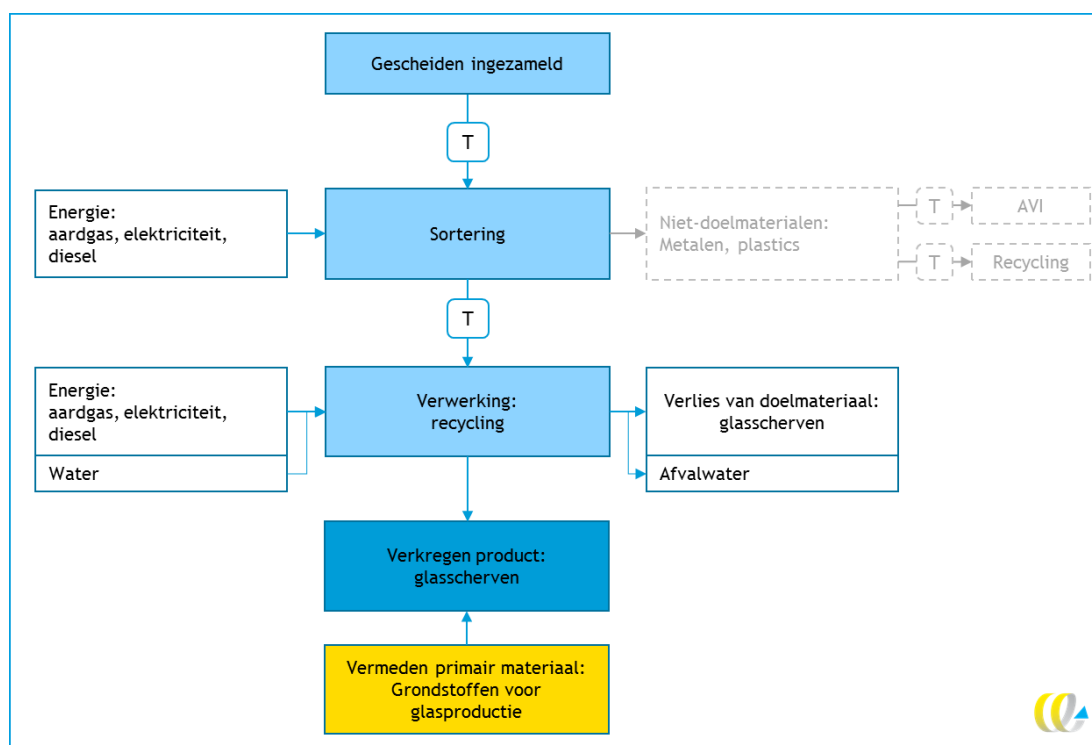 Gescheiden ingezameld
T
Energie:
aardgas, elektriciteit,
diesel
Sortering
Niet-doelmaterialen:
Metalen, plastics
T
AVI
T
Recycling
T
Energie:
aardgas, elektriciteit,
diesel
Water
Verwerking:
recycling
Verlies van doelmateriaal:
glasscherven
Afvalwater
Verkregen product:
glasscherven
Vermeden primair materiaal:
Grondstoffen voor
glasproductie